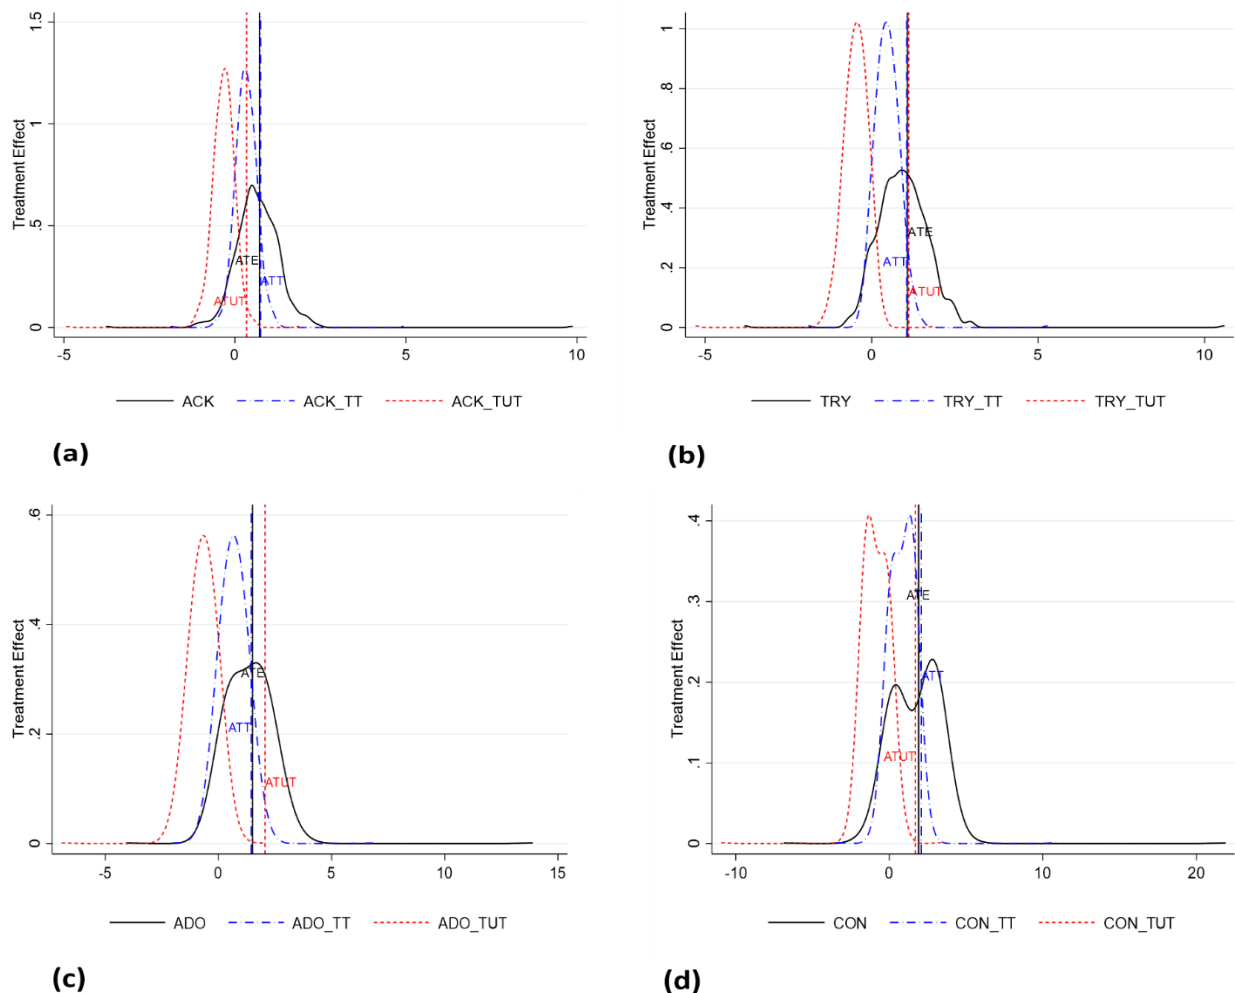 1.5
1
.5
0
Treatment Effect
ATE
ATT
ATUT
-5 0 5 10
ACK ACK_TT ACK_TUT
(a)
1
.8
.6
.4
.2
0
Treatment Effect
ATE
ATT
ATUT
-5 0 5 10
TRY TRY_TT TRY_TUT
(b)
.6
.4
.2
0
Treatment Effect
ATE
ATT
ATUT
-5 0 5 10 15
ADO ADO_TT ADO_TUT
(c)
.4
.3
.2
.1
0
Treatment Effect
ATE
ATT
ATUT
-10 0 10 20
CON CON_TT CON_TUT
(d)